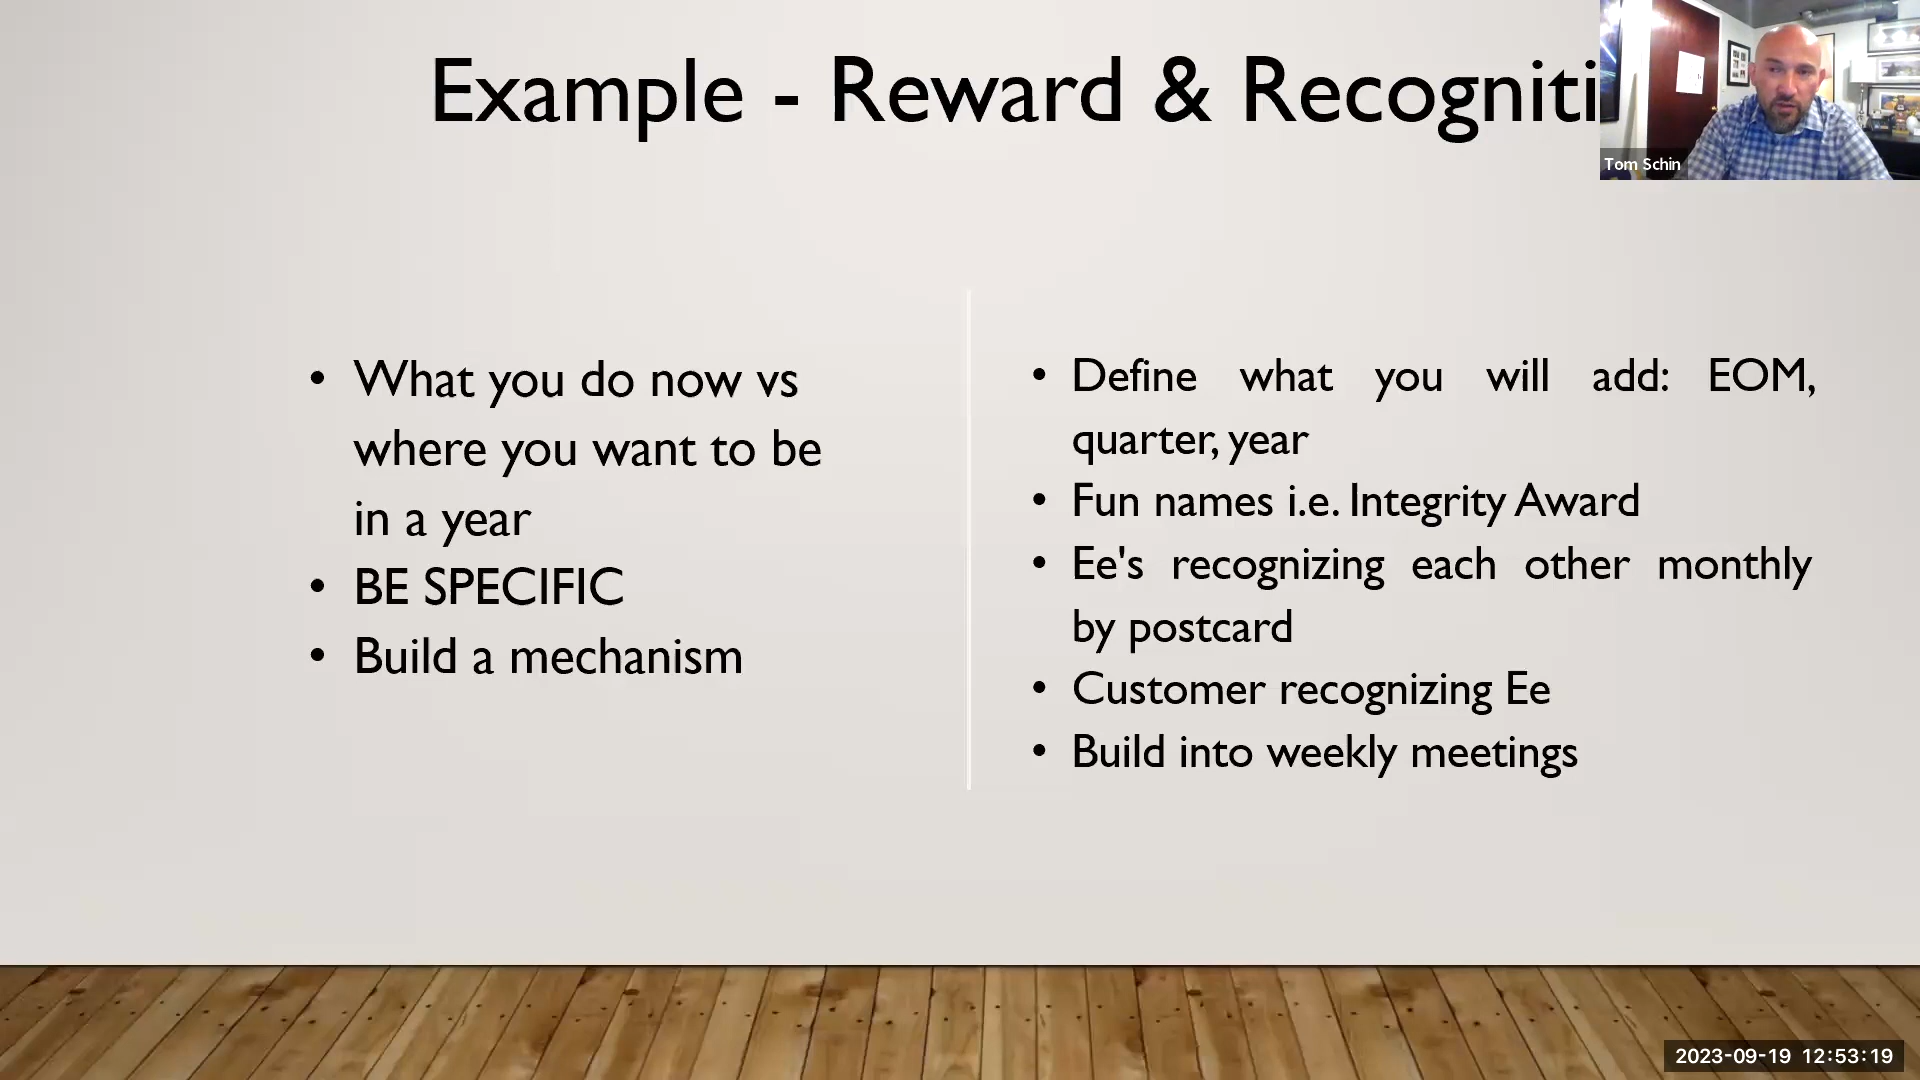 Example - Reward & Recogniti
Tom Schin
• What you do now vs
where you want to be
in a year
• BE SPECIFIC
• Build a mechanism
• Define what you will add: EOM,
quarter, year
• Fun names i.e. Integrity Award
• Ee's recognizing each other monthly
by postcard
• Customer recognizing Ee
• Build into weekly meetings
2023-09-19 12:53:19